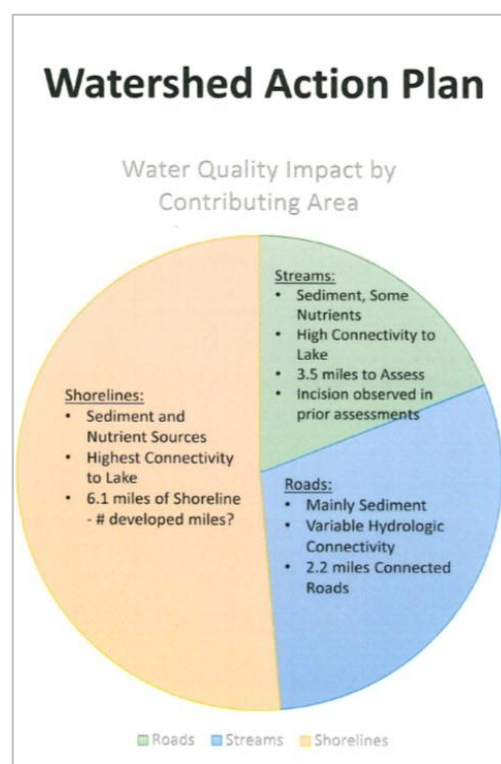 Watershed Action Plan
Water Quality Impact by
Contributing Area
Streams:
• Sediment, Some
Nutrients
• High Connectivity to
Lake
• 3.5 miles to Assess
• Incision observed in
prior assessments
Shorelines:
• Sediment and
Nutrient Sources
• Highest Connectivity
to Lake
• 6.1 miles of Shoreline
- # developed miles?
Roads:
• Mainly Sediment
• Variable Hydrologic
Connectivity
• 2.2 miles Connected
Roads
Roads Streams Shorelines